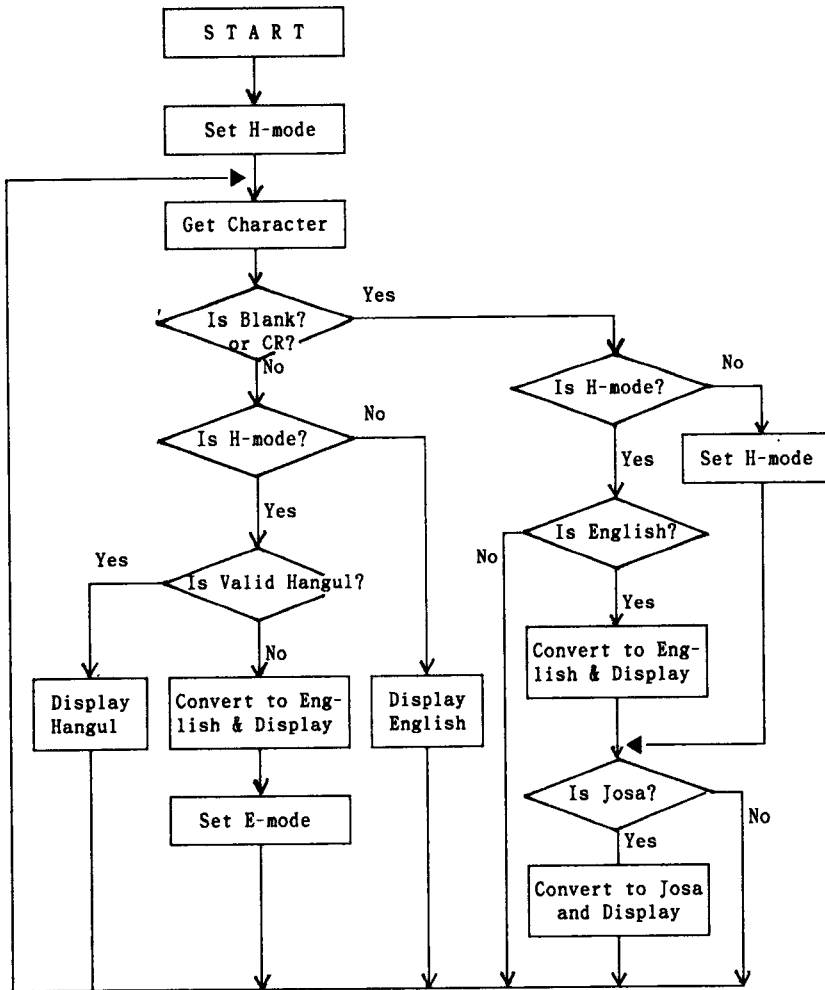 S T A R T
Set H-mode
Get Character
Is Blank?
or CR?
Yes
No
Is H-mode?
No
Yes
Is Valid Hangul?
Yes
No
Display
Hangul
Convert to Eng-
lish & Display
Display
English
Set E-mode
Is H-mode?
No
Set H-mode
Yes
Is English?
No
Yes
Convert to Eng-
lish & Display
Is Josa?
No
Yes
Convert to Josa
and Display